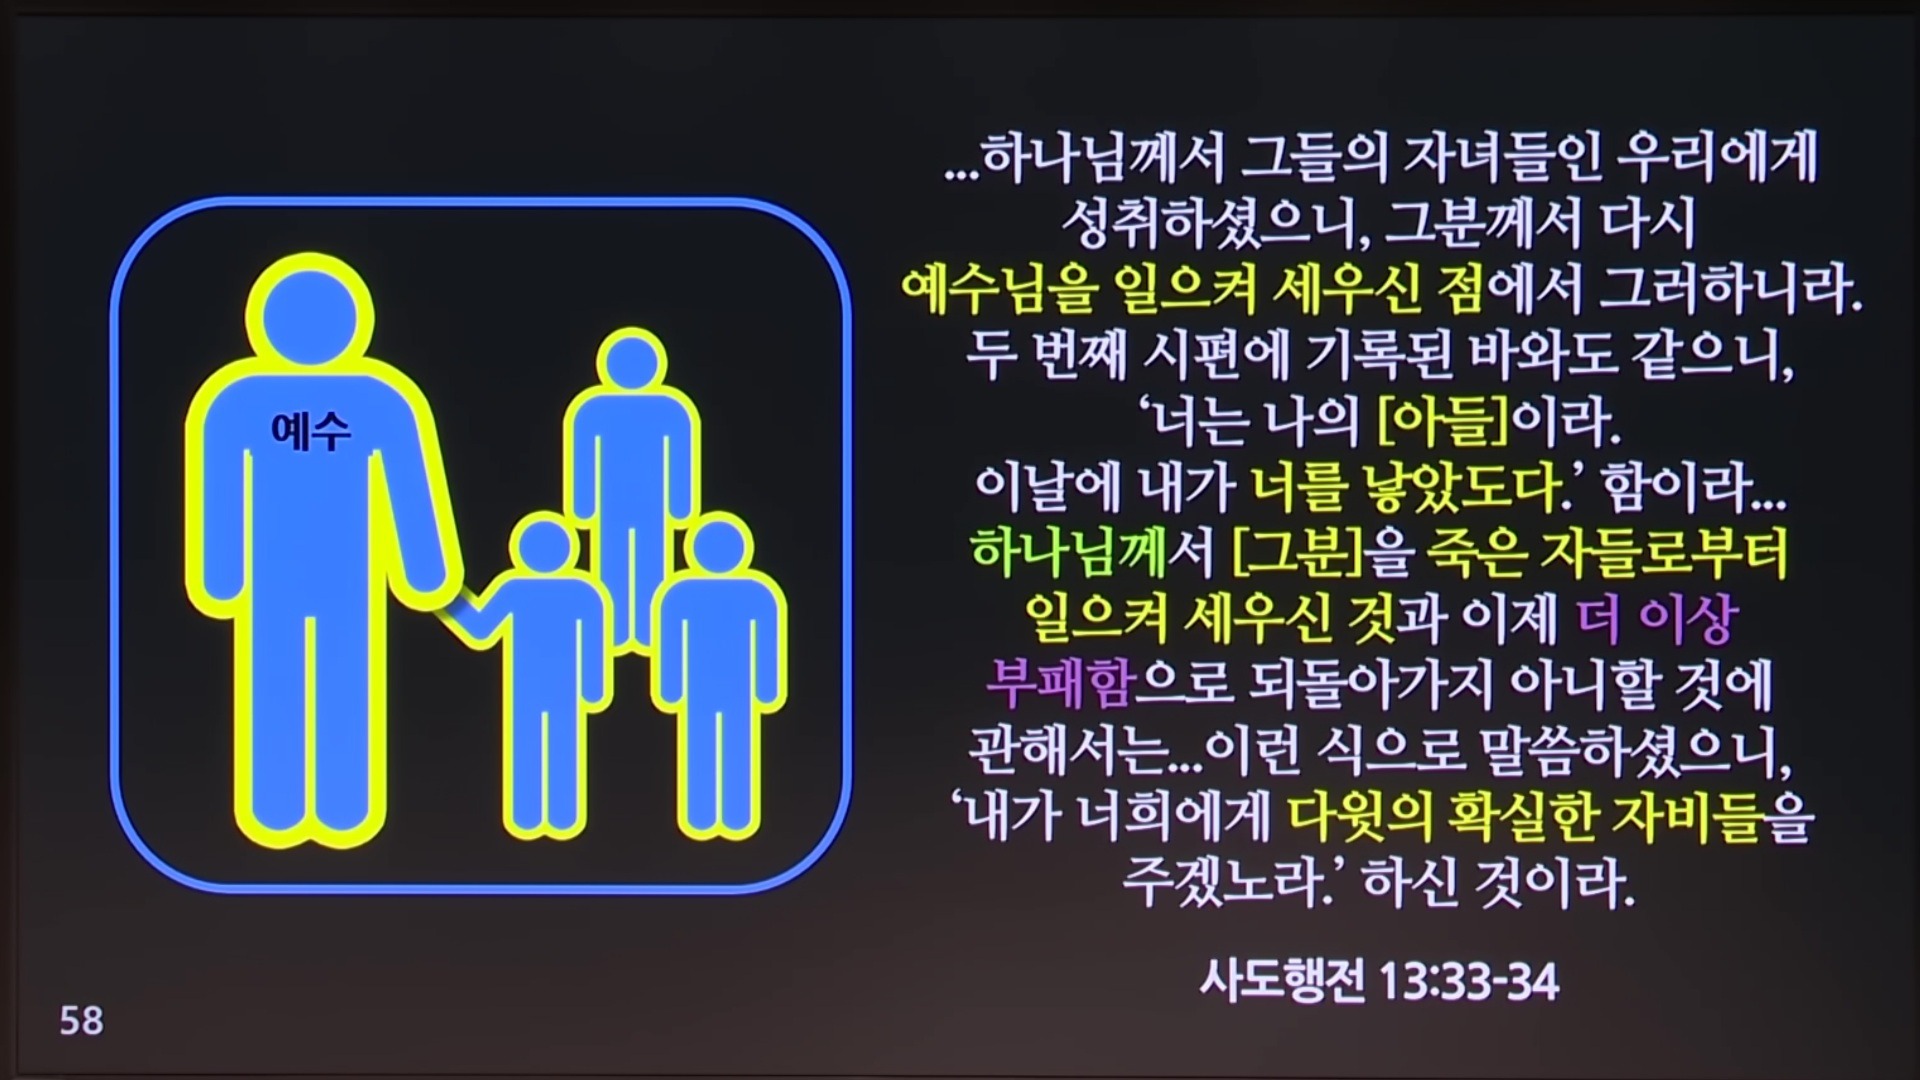 예수
...하나님께서 그들의 자녀들인 우리에게
성취하셨으니, 그분께서 다시
예수님을 일으켜 세우신 점에서 그러하니라.
두 번째 시편에 기록된 바와도 같으니,
‘너는 나의 [아들]이라.
이날에 내가 너를 낳았도다.’ 함이라...
하나님께서 [그분]을 죽은 자들로부터
일으켜 세우신 것과 이제 더 이상
부패함으로 되돌아가지 아니할 것에
관해서는...이런 식으로 말씀하셨으니,
‘내가 너희에게 다윗의 확실한 자비들을
주겠노라.’ 하신 것이라.
사도행전 13:33-34
58